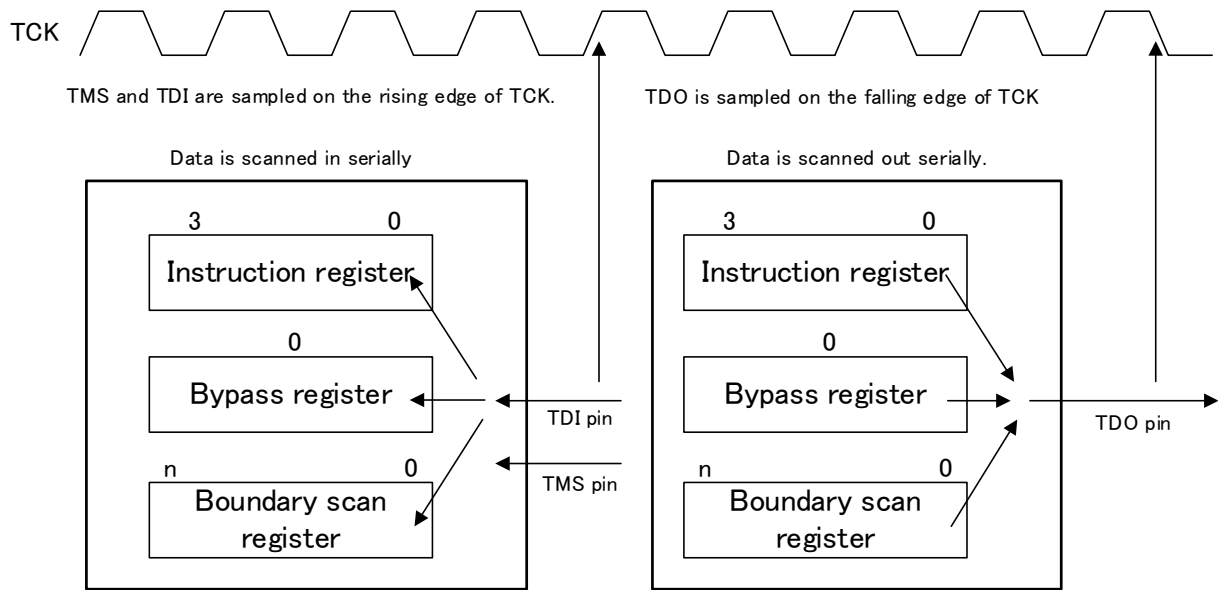 TCK
TMS and TDI are sampled on the rising edge of TCK.
TDO is sampled on the falling edge of TCK
Data is scanned in serially
Data is scanned out serially.
3 0
Instruction register
0
Bypass register
n 0
Boundary scan
register
TDI pin
TMS pin
3 0
Instruction register
0
Bypass register
n 0
Boundary scan
register
TDO pin